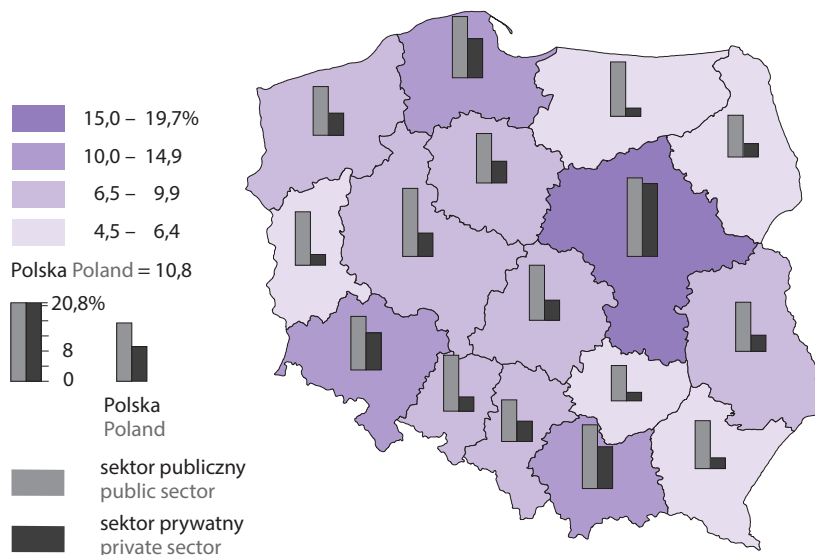 15,0 – 19,7%
10,0 – 14,9
6,5 – 9,9
4,5 – 6,4
Polska Poland = 10,8
20,8%
8
0
Polska
Poland
sektor publiczny
public sector
sektor prywatny
private sector